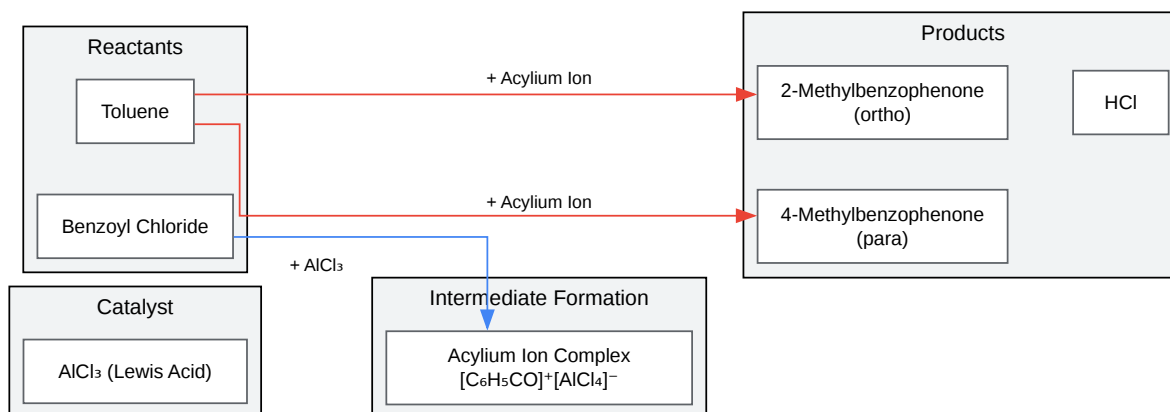 Reactants
Toluene
Benzoyl Chloride
+ Acylium Ion
+ Acylium Ion
+ AlCl₃
Products
2-Methylbenzophenone
(ortho)
HCl
4-Methylbenzophenone
(para)
Catalyst
AlCl₃ (Lewis Acid)
Intermediate Formation
Acylium Ion Complex
[C₆H₅CO]⁺[AlCl₄]⁻